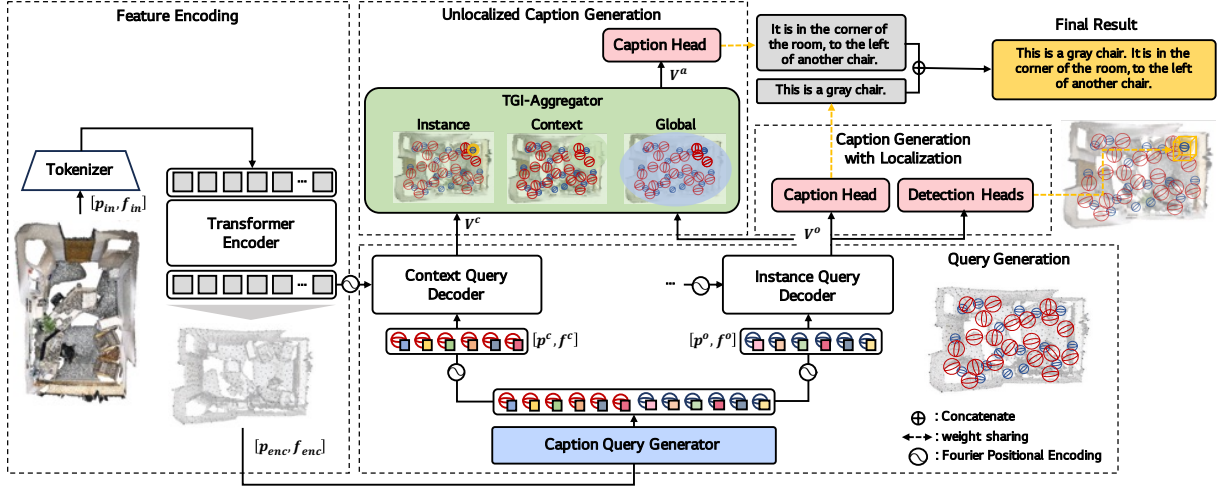 Feature Encoding
Tokenizer
[p_in, f_in]
...
Transformer
Encoder
...
[p_enc, f_enc]
Unlocalized Caption Generation
Caption Head
V^a
TGI-Aggregator
Instance
Context
Global
V^c
V^o
It is in the corner of
the room, to the left
of another chair.
This is a gray chair.
Final Result
This is a gray chair. It is in the
corner of the room, to the left
of another chair.
Caption Generation
with Localization
Caption Head
Detection Heads
Query Generation
Context Query
Decoder
...
Instance Query
Decoder
[p^c, f^c]
[p^o, f^o]
Caption Query Generator
: Concatenate
: weight sharing
: Fourier Positional Encoding